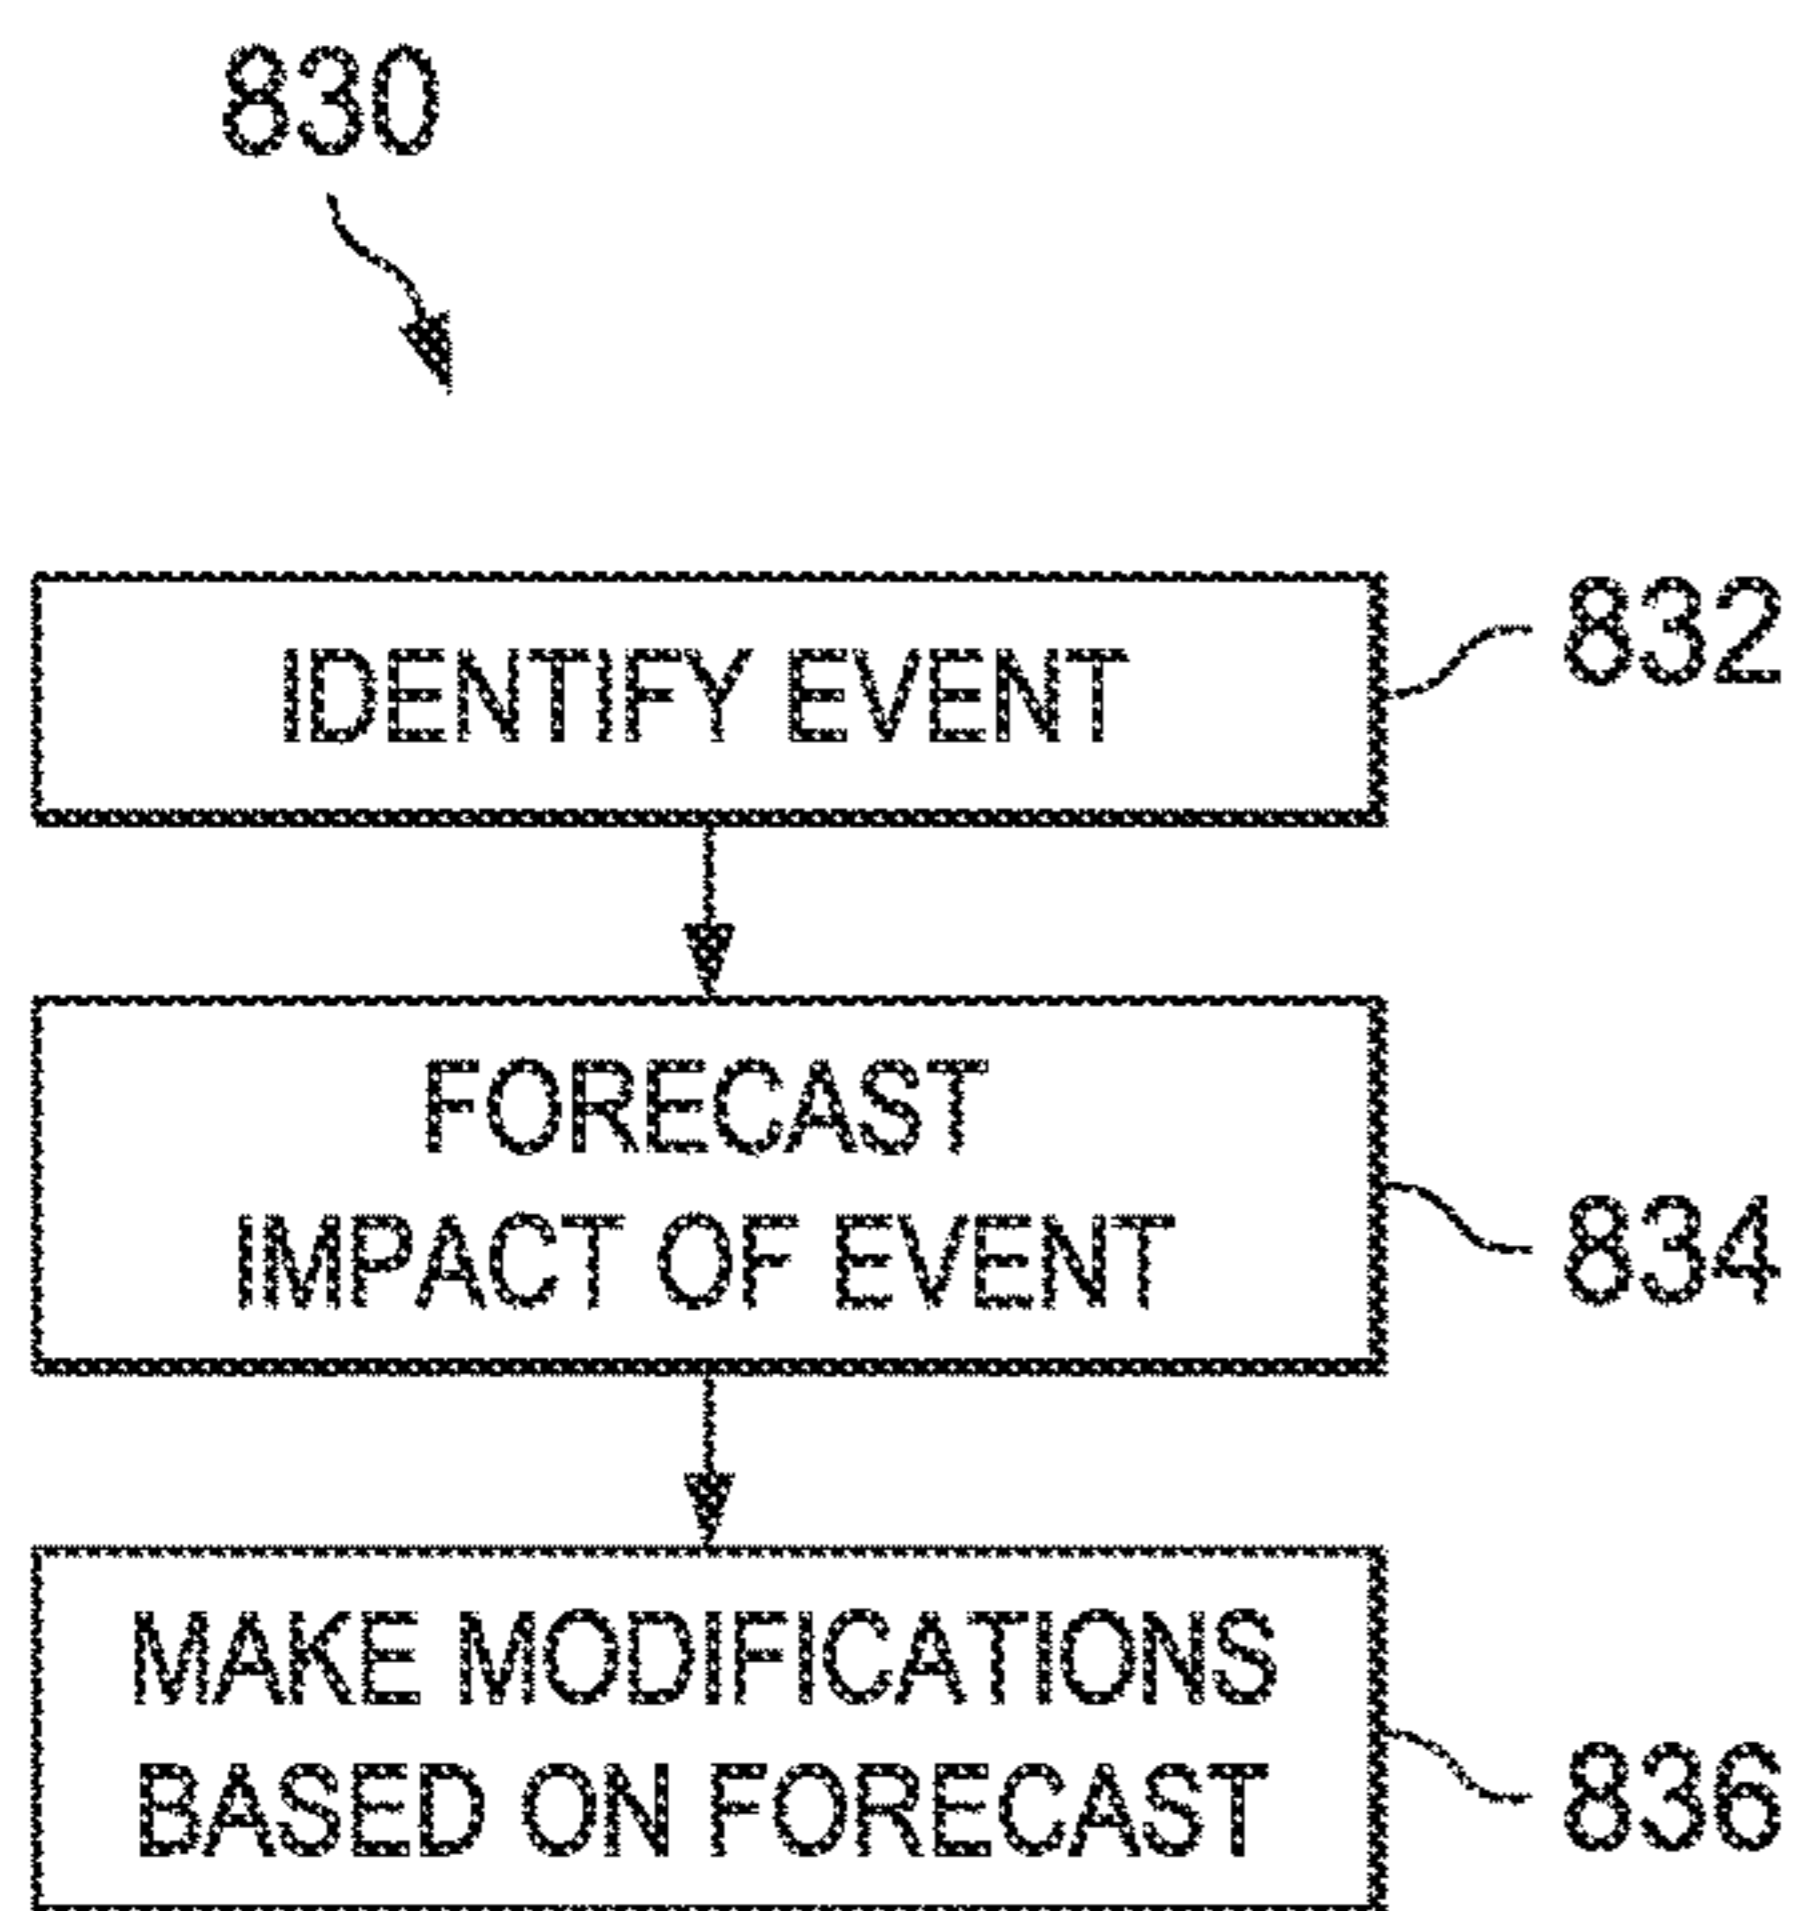 830
IDENTIFY EVENT
832
FORECAST
IMPACT OF EVENT
834
MAKE MODIFICATIONS
BASED ON FORECAST
836